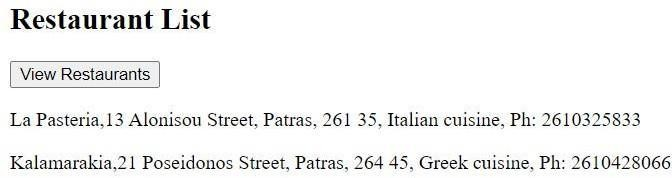 Restaurant List
View Restaurants
La Pasteria,13 Alonisou Street, Patras, 261 35, Italian cuisine, Ph: 2610325833
Kalamarakia,21 Poseidonos Street, Patras, 264 45, Greek cuisine, Ph: 2610428066